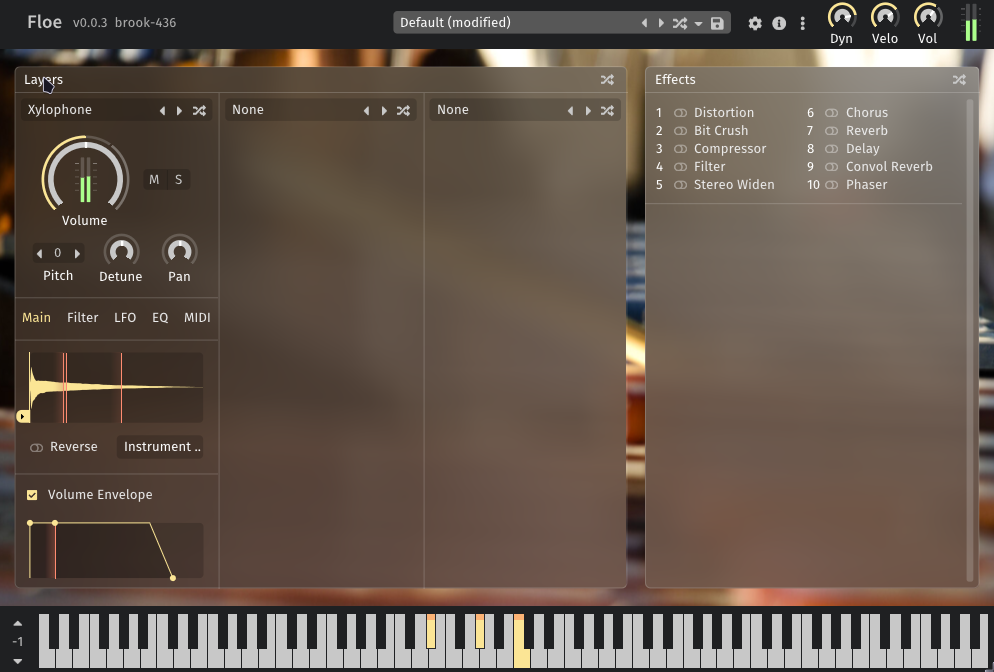 Floe v0.0.3 brook-436
Default (modified)
Dyn Velo Vol
Layers
Xylophone
None
None
M S
Volume
0
Pitch Detune Pan
Main Filter LFO EQ MIDI
Reverse Instrument ..
Volume Envelope
Effects
1 Distortion 6 Chorus
2 Bit Crush 7 Reverb
3 Compressor 8 Delay
4 Filter 9 Convol Reverb
5 Stereo Widen 10 Phaser
-1